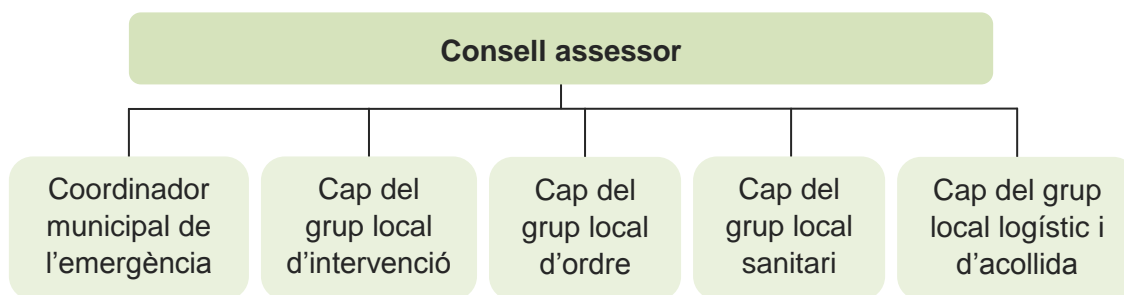 Consell assessor
Coordinador
municipal de
l’emergència
Cap del
grup local
d’intervenció
Cap del
grup local
d’ordre
Cap del
grup local
sanitari
Cap del grup
local logístic i
d’acollida